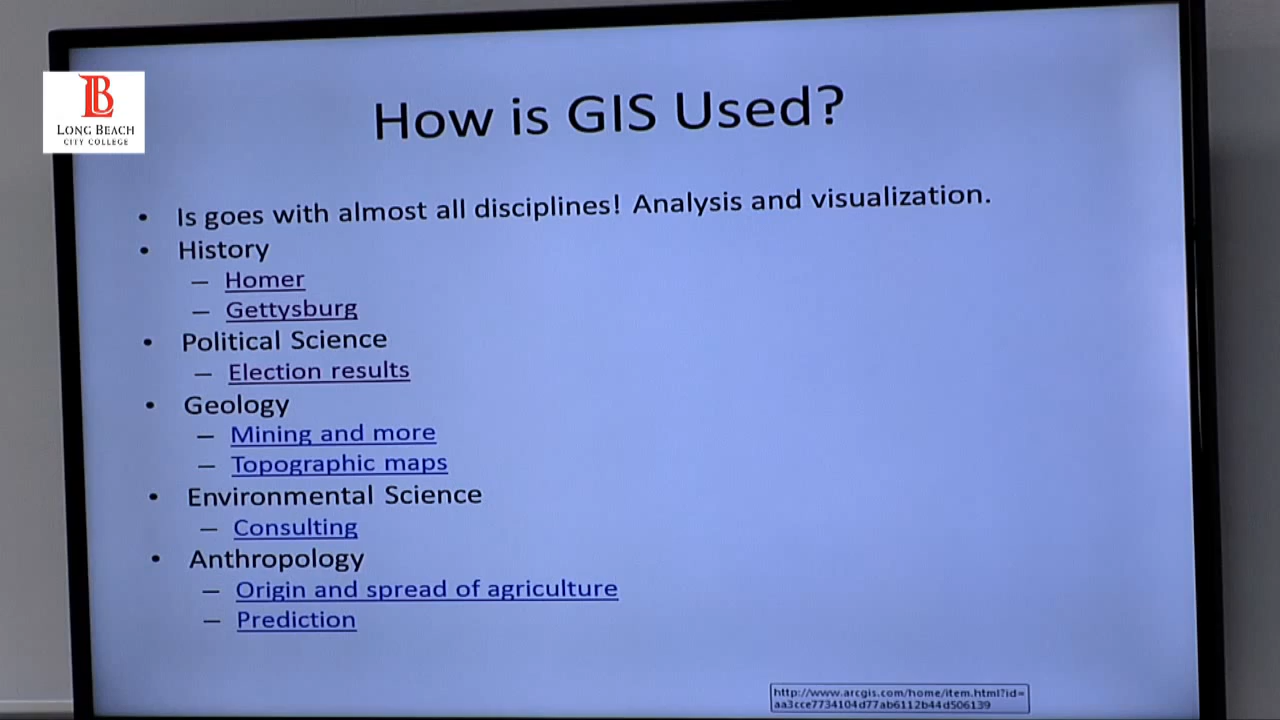 LB
LONG BEACH
CITY COLLEGE
How is GIS Used?
• Is goes with almost all disciplines! Analysis and visualization.
• History
– Homer
– Gettysburg
• Political Science
– Election results
• Geology
– Mining and more
– Topographic maps
• Environmental Science
– Consulting
• Anthropology
– Origin and spread of agriculture
– Prediction
http://www.arcgis.com/home/item.html?id=
aa3cce7734104d77ab6112b44d506139